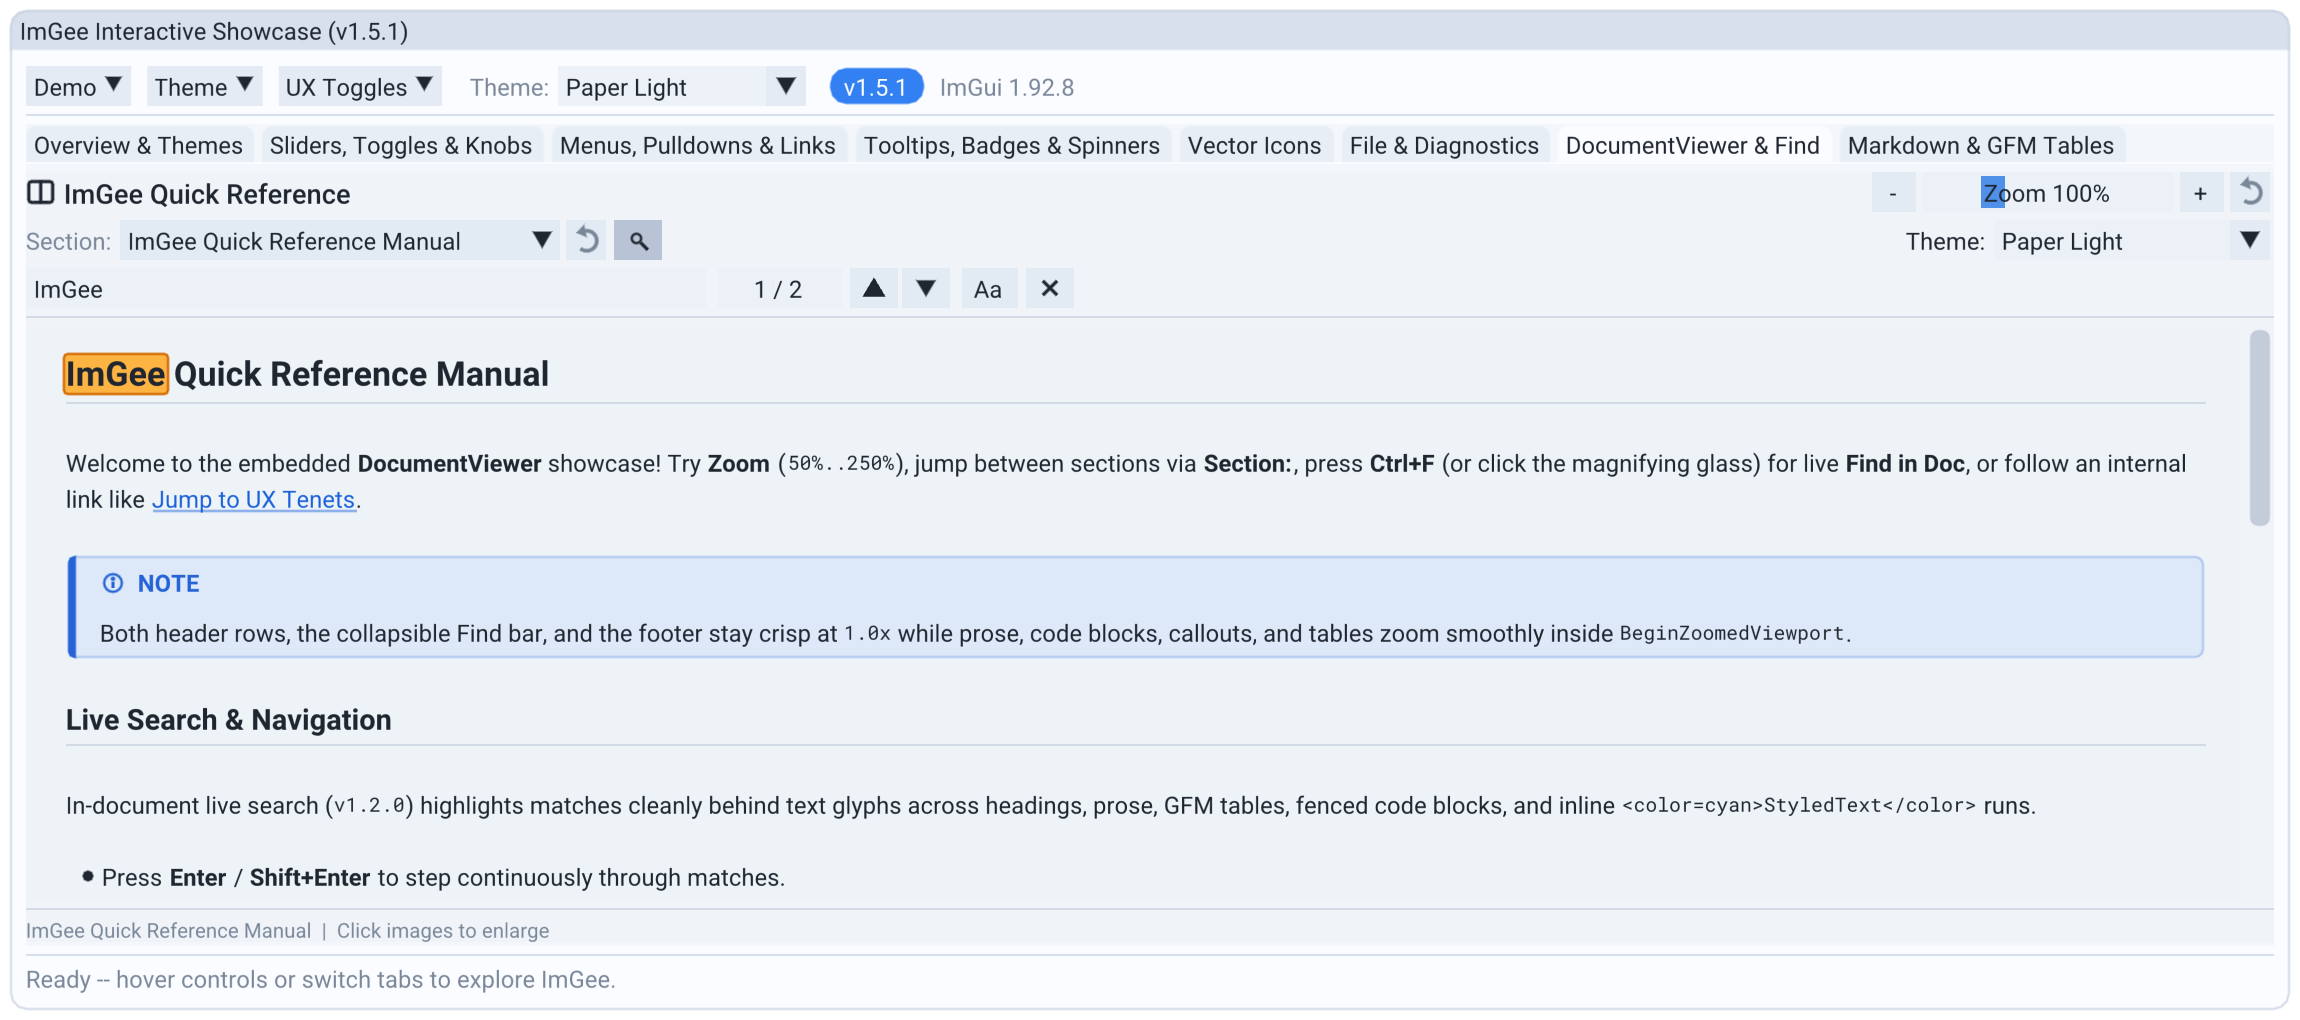 ImGee Interactive Showcase (v1.5.1)
Demo Theme UX Toggles Theme: Paper Light v1.5.1 ImGui 1.92.8
Overview & Themes Sliders, Toggles & Knobs Menus, Pulldowns & Links Tooltips, Badges & Spinners Vector Icons File & Diagnostics DocumentViewer & Find Markdown & GFM Tables
ImGee Quick Reference - Zoom 100% +
Section: ImGee Quick Reference Manual Theme: Paper Light
ImGee 1 / 2 Aa
ImGee Quick Reference Manual
Welcome to the embedded DocumentViewer showcase! Try Zoom (50%..250%), jump between sections via Section:, press Ctrl+F (or click the magnifying glass) for live Find in Doc, or follow an internal
link like Jump to UX Tenets.
NOTE
Both header rows, the collapsible Find bar, and the footer stay crisp at 1.0x while prose, code blocks, callouts, and tables zoom smoothly inside BeginZoomedViewport.
Live Search & Navigation
In-document live search (v1.2.0) highlights matches cleanly behind text glyphs across headings, prose, GFM tables, fenced code blocks, and inline <color=cyan>StyledText</color> runs.
● Press Enter / Shift+Enter to step continuously through matches.
ImGee Quick Reference Manual | Click images to enlarge
Ready -- hover controls or switch tabs to explore ImGee.